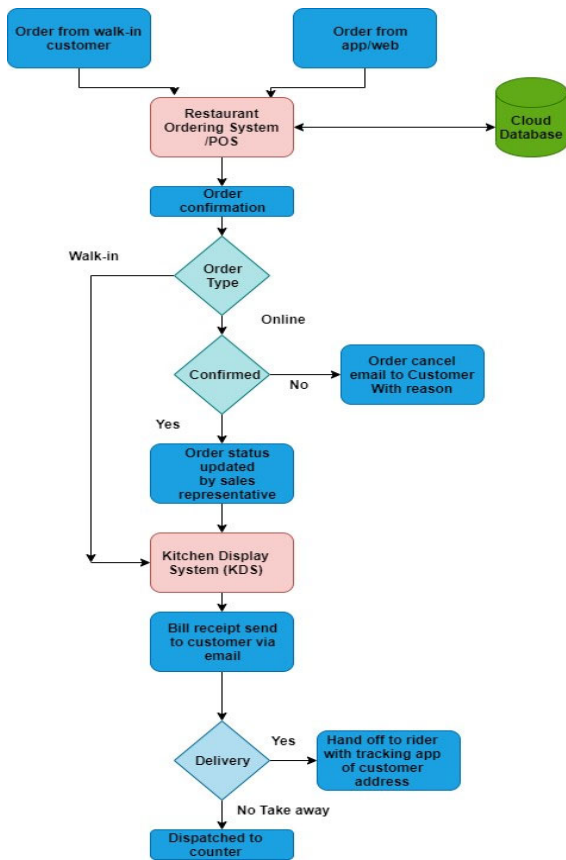 Order from walk-in
customer
Order from
app/web
Restaurant
Ordering System
/POS
Cloud
Database
Order
confirmation
Walk-in
Order
Type
Online
Confirmed
No
Order cancel
email to Customer
With reason
Yes
Order status
updated
by sales
representative
Kitchen Display
System (KDS)
Bill receipt send
to customer via
email
Delivery
Yes
Hand off to rider
with tracking app
of customer
address
No Take away
Dispatched to
counter